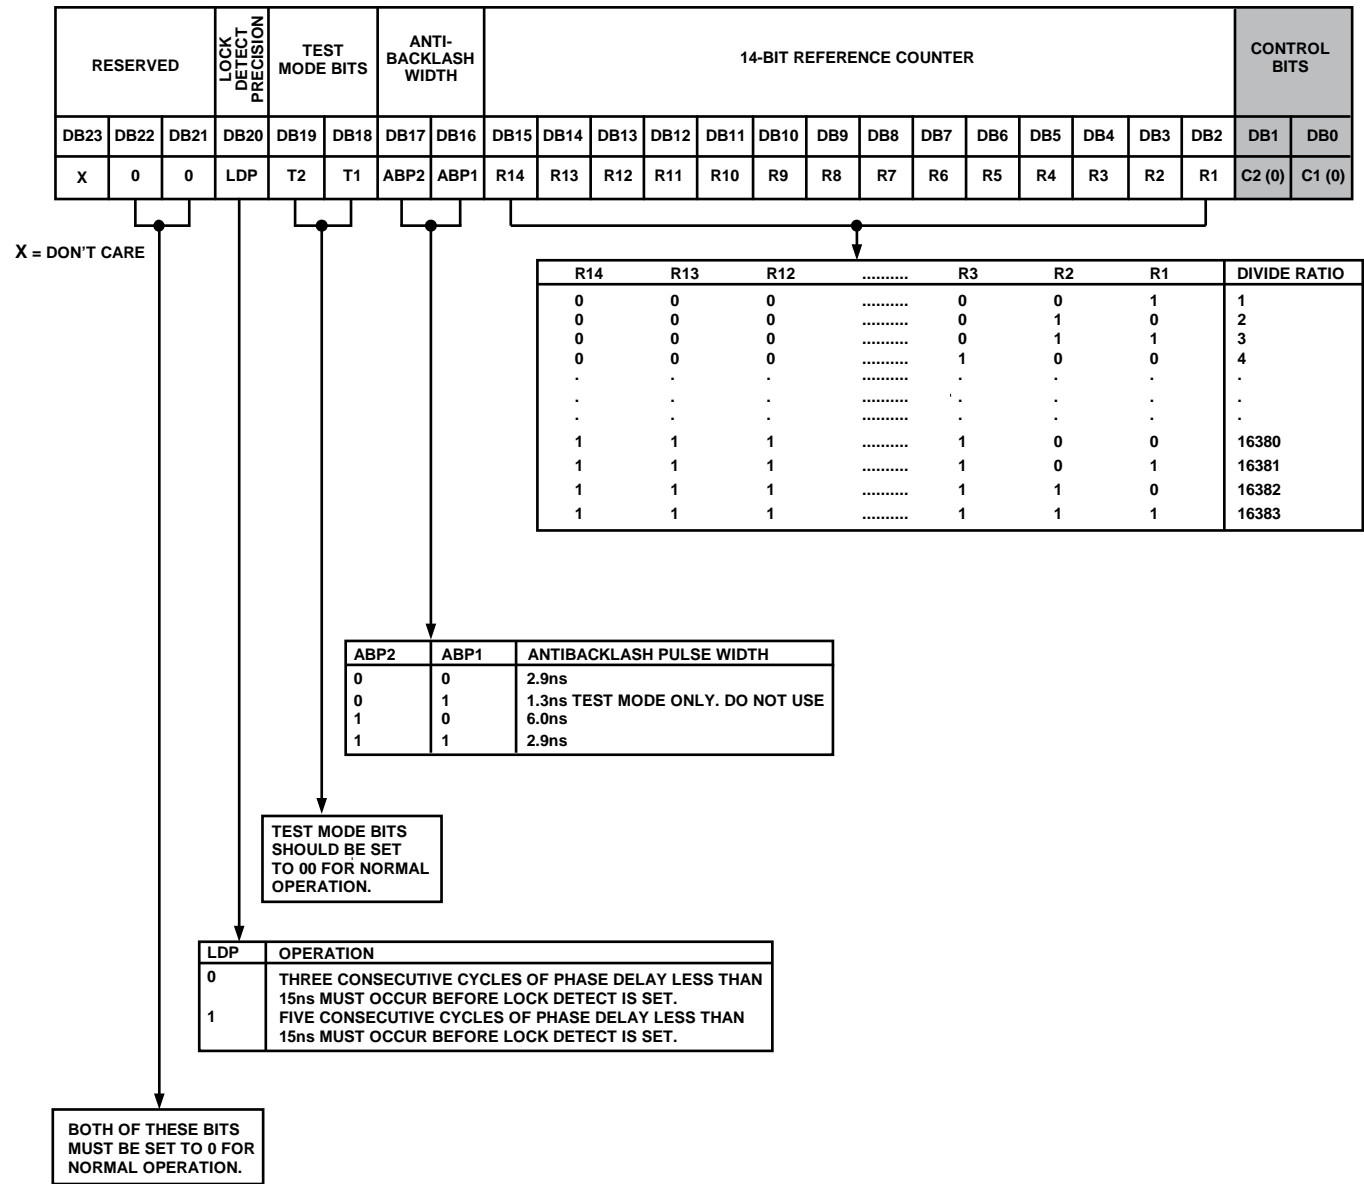 RESERVED
LOCK
DETECT
PRECISION
TEST
MODE BITS
ANTI-
BACKLASH
WIDTH
14-BIT REFERENCE COUNTER
CONTROL
BITS
DB23 DB22 DB21 DB20 DB19 DB18 DB17 DB16 DB15 DB14 DB13 DB12 DB11 DB10 DB9 DB8 DB7 DB6 DB5 DB4 DB3 DB2 DB1 DB0
X 0 0 LDP T2 T1 ABP2 ABP1 R14 R13 R12 R11 R10 R9 R8 R7 R6 R5 R4 R3 R2 R1 C2 (0) C1 (0)
X = DON'T CARE
R14 R13 R12 .......... R3 R2 R1 DIVIDE RATIO
0 0 0 .......... 0 0 1 1
0 0 0 .......... 0 1 0 2
0 0 0 .......... 0 1 1 3
0 0 0 .......... 1 0 0 4
. . . .......... . . . .
. . . .......... . . . .
. . . .......... . . . .
1 1 1 .......... 1 0 0 16380
1 1 1 .......... 1 0 1 16381
1 1 1 .......... 1 1 0 16382
1 1 1 .......... 1 1 1 16383
ABP2 ABP1 ANTIBACKLASH PULSE WIDTH
0 0 2.9ns
0 1 1.3ns TEST MODE ONLY. DO NOT USE
1 0 6.0ns
1 1 2.9ns
TEST MODE BITS
SHOULD BE SET
TO 00 FOR NORMAL
OPERATION.
LDP OPERATION
0 THREE CONSECUTIVE CYCLES OF PHASE DELAY LESS THAN
15ns MUST OCCUR BEFORE LOCK DETECT IS SET.
1 FIVE CONSECUTIVE CYCLES OF PHASE DELAY LESS THAN
15ns MUST OCCUR BEFORE LOCK DETECT IS SET.
BOTH OF THESE BITS
MUST BE SET TO 0 FOR
NORMAL OPERATION.